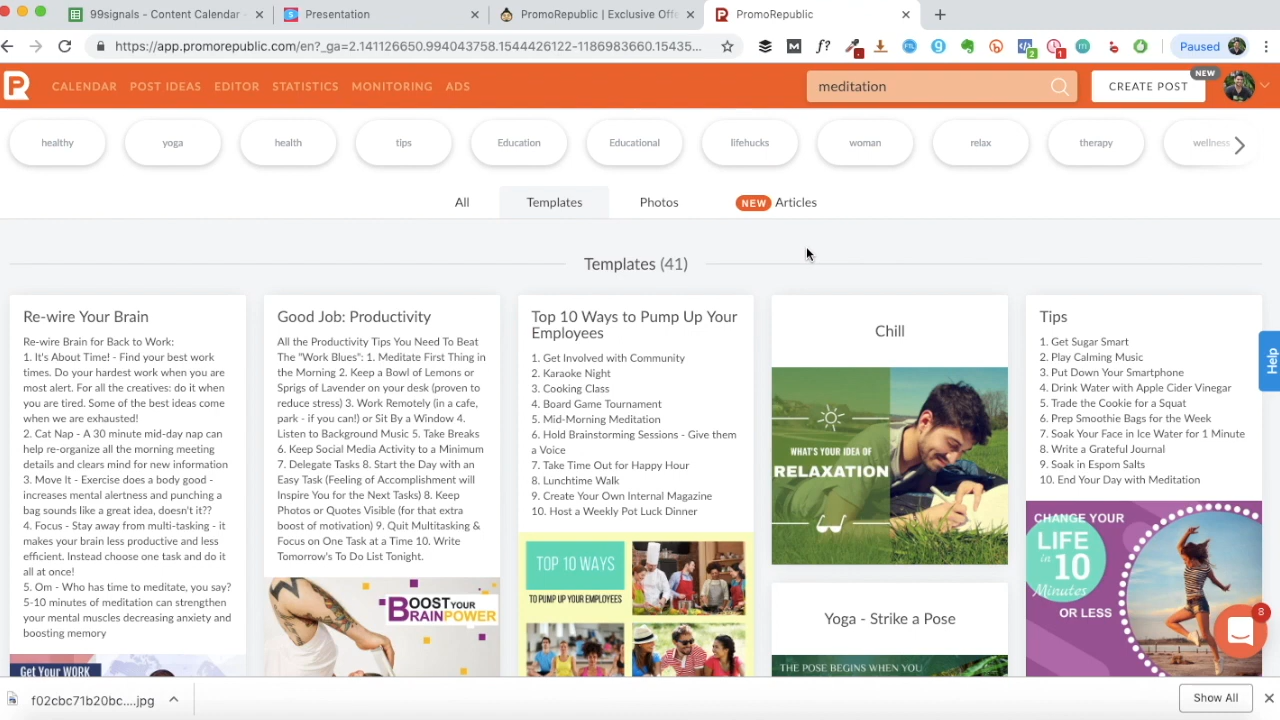 99signals - Content Calendar
Presentation
PromoRepublic | Exclusive Offe
PromoRepublic
https://app.promorepublic.com/en?_ga=2.141126650.994043758.1544426122-1186983660.15435...
Paused
CALENDAR POST IDEAS EDITOR STATISTICS MONITORING ADS
meditation
CREATE POST
NEW
healthy
yoga
health
tips
Education
Educational
lifehucks
woman
relax
therapy
wellness
All
Templates
Photos
NEW Articles
Templates (41)
Re-wire Your Brain
Re-wire Brain for Back to Work:
1. It's About Time! - Find your best work
times. Do your hardest work when you are
most alert. For all the creatives: do it when
you are tired. Some of the best ideas come
when we are exhausted!
2. Cat Nap - A 30 minute mid-day nap can
help re-organize all the morning meeting
details and clears mind for new information
3. Move It - Exercise does a body good -
increases mental alertness and punching a
bag sounds like a great idea, doesn't it??
4. Focus - Stay away from multi-tasking - it
makes your brain less productive and less
efficient. Instead choose one task and do it
all at once!
5. Om - Who has time to meditate, you say?
5-10 minutes of meditation can strengthen
your mental muscles decreasing anxiety and
boosting memory
Get Your WORK
Good Job: Productivity
All the Productivity Tips You Need To Beat
The "Work Blues": 1. Meditate First Thing in
the Morning 2. Keep a Bowl of Lemons or
Sprigs of Lavender on your desk (proven to
reduce stress) 3. Work Remotely (in a cafe,
park - if you can!) or Sit By a Window 4.
Listen to Background Music 5. Take Breaks
6. Keep Social Media Activity to a Minimum
7. Delegate Tasks 8. Start the Day with an
Easy Task (Feeling of Accomplishment will
Inspire You for the Next Tasks) 8. Keep
Photos or Quotes Visible (for that extra
boost of motivation) 9. Quit Multitasking &
Focus on One Task at a Time 10. Write
Tomorrow's To Do List Tonight.
BOOST YOUR
BRAINPOWER
Top 10 Ways to Pump Up Your
Employees
1. Get Involved with Community
2. Karaoke Night
3. Cooking Class
4. Board Game Tournament
5. Mid-Morning Meditation
6. Hold Brainstorming Sessions - Give them
a Voice
7. Take Time Out for Happy Hour
8. Lunchtime Walk
9. Create Your Own Internal Magazine
10. Host a Weekly Pot Luck Dinner
TOP 10 WAYS
TO PUMP UP YOUR EMPLOYEES
Chill
WHAT'S YOUR IDEA OF
RELAXATION
Yoga - Strike a Pose
THE POSE BEGINS WHEN YOU
Tips
1. Get Sugar Smart
2. Play Calming Music
3. Put Down Your Smartphone
4. Drink Water with Apple Cider Vinegar
5. Trade the Cookie for a Squat
6. Prep Smoothie Bags for the Week
7. Soak Your Face in Ice Water for 1 Minute
8. Write a Grateful Journal
9. Soak in Espom Salts
10. End Your Day with Meditation
CHANGE YOUR
LIFE
in 10
Minutes
OR LESS
Help
8
f02cbc71b20bc....jpg
Show All